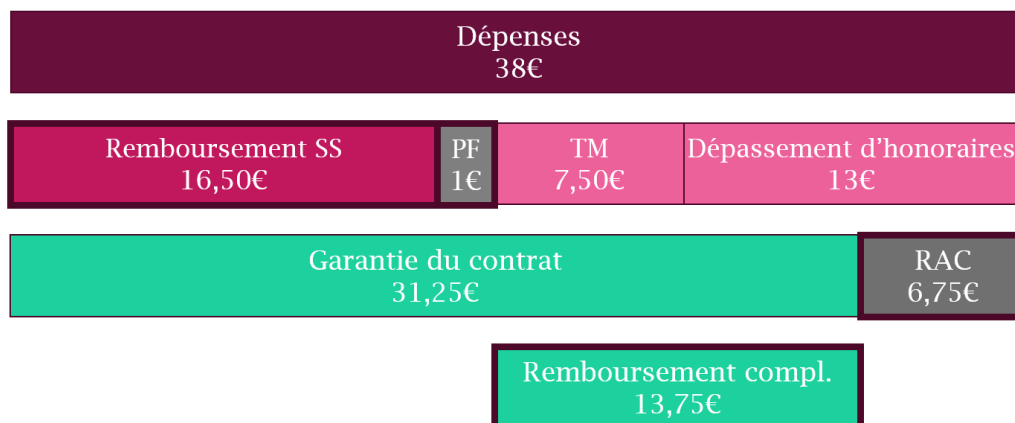 Dépenses
38€
Remboursement SS
16,50€
PF
1€
TM
7,50€
Dépassement d'honoraires
13€
Garantie du contrat
31,25€
RAC
6,75€
Remboursement compl.
13,75€